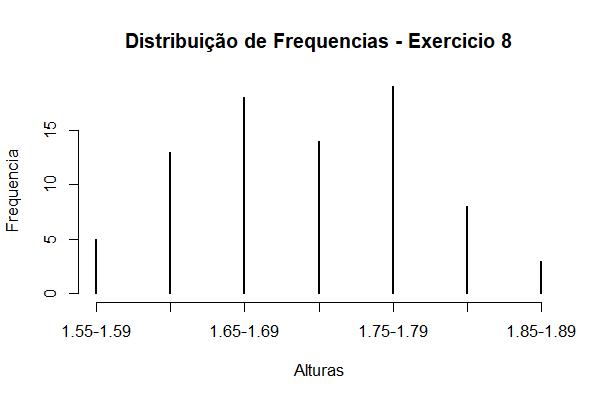 Distribuição de Frequencias - Exercicio 8
Frequencia
15
10
5
0
1.55-1.59 1.65-1.69 1.75-1.79 1.85-1.89
Alturas